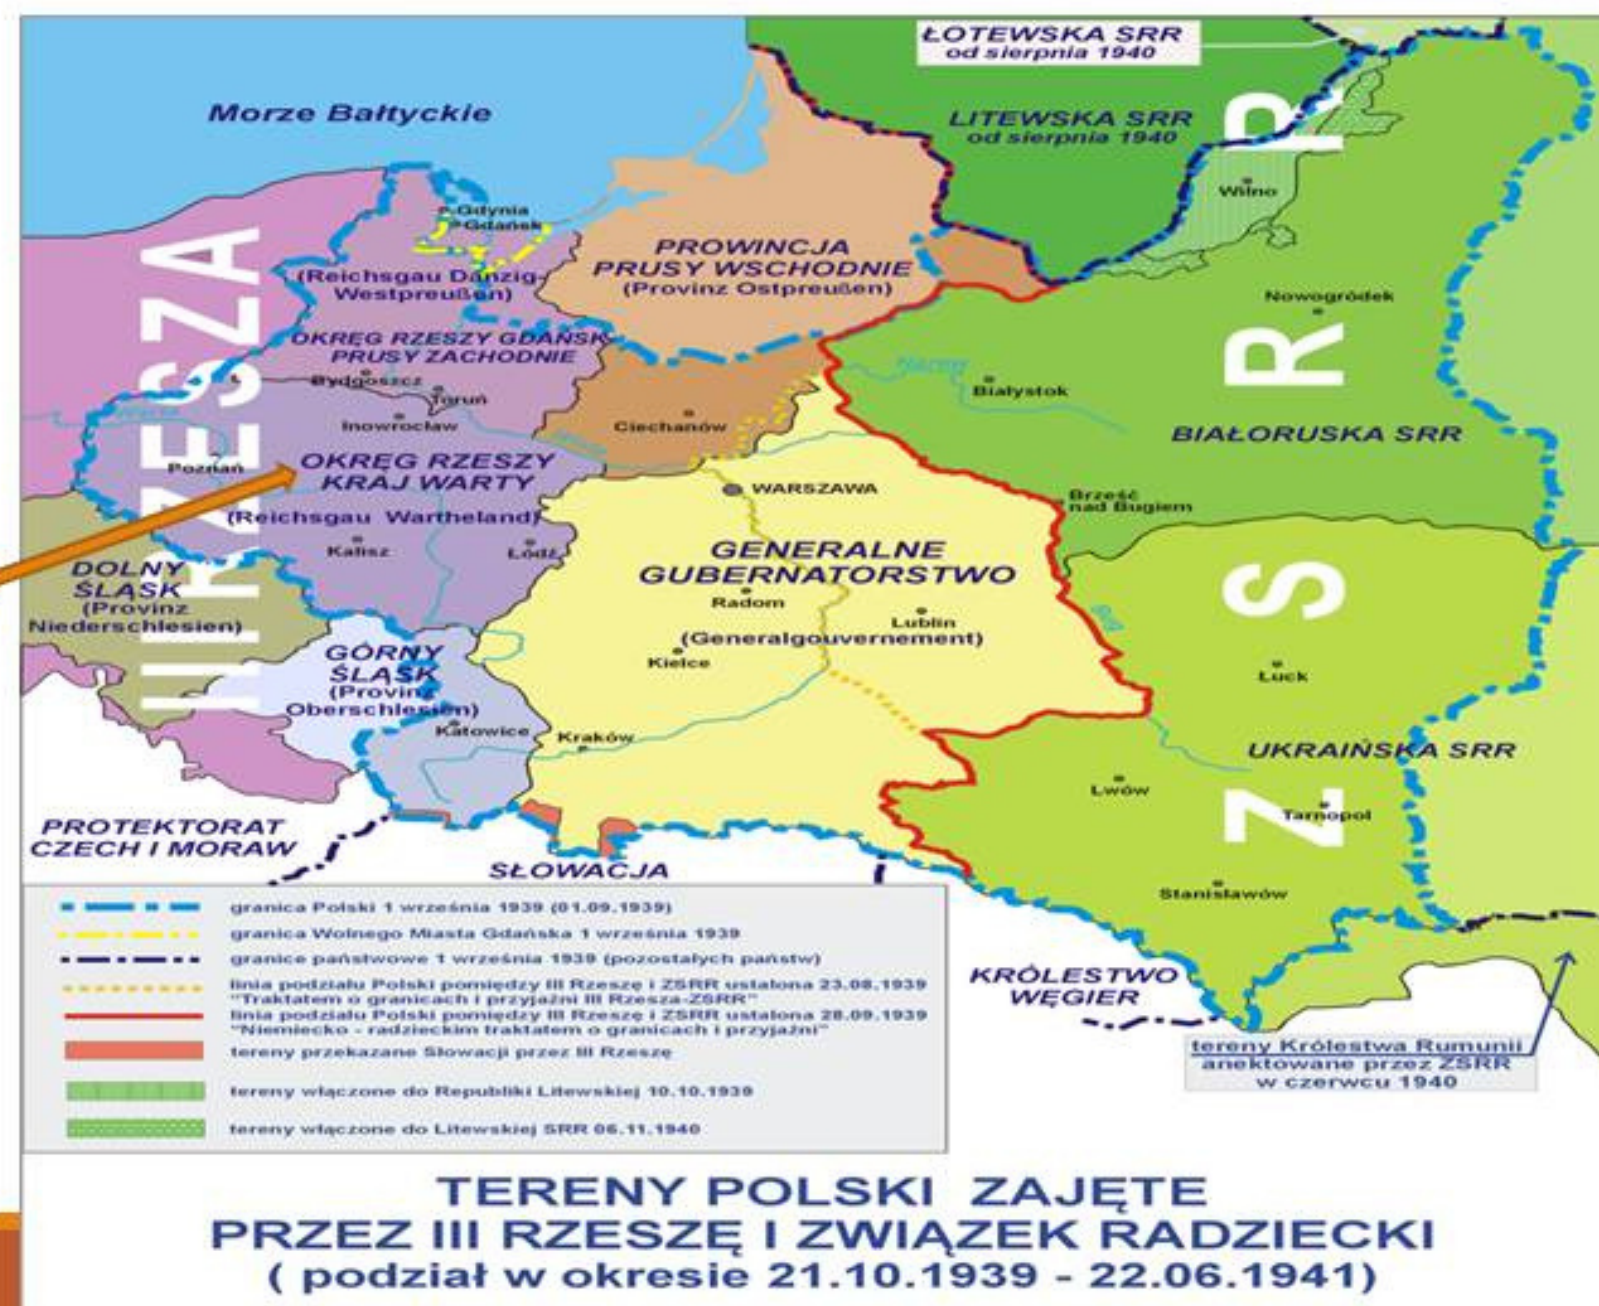 ŁOTEWSKA SRR
od sierpnia 1940
Morze Bałtyckie
LITEWSKA SRR
od sierpnia 1940
Wilno
Gdynia
Gdańsk
PROWINCJA
PRUSY WSCHODNIE
(Provinz Ostpreußen)
(Reichsgau Danzig-
Westpreußen)
Nowogródek
OKRĘG RZESZY GDAŃSK-
PRUSY ZACHODNIE
Narew
Bydgoszcz
Toruń
Białystok
Warta
Inowrocław
Ciechanów
BIAŁORUSKA SRR
Poznań
OKRĘG RZESZY
KRAJ WARTY
WARSZAWA
Brześć
nad Bugiem
(Reichsgau Wartheland)
Kalisz
Łódź
GENERALNE
GUBERNATORSTWO
DOLNY
ŚLĄSK
(Provinz
Niederschlesien)
Radom
Lublin
Bug
(Generalgouvernement)
GÓRNY
ŚLĄSK
(Provinz
Oberschlesien)
Kielce
Łuck
Katowice
Kraków
UKRAIŃSKA SRR
Lwów
Tarnopol
III RZESZA
Z S R R
PROTEKTORAT
CZECH I MORAW
SŁOWACJA
Stanisławów
KRÓLESTWO
WĘGIER
tereny Królestwa Rumunii
anektowane przez ZSRR
w czerwcu 1940
granica Polski 1 września 1939 (01.09.1939)
granica Wolnego Miasta Gdańska 1 września 1939
granice państwowe 1 września 1939 (pozostałych państw)
linia podziału Polski pomiędzy III Rzeszę i ZSRR ustalona 23.08.1939
"Traktatem o granicach i przyjaźni III Rzesza-ZSRR"
linia podziału Polski pomiędzy III Rzeszę i ZSRR ustalona 28.09.1939
"Niemiecko - radzieckim traktatem o granicach i przyjaźni"
tereny przekazane Słowacji przez III Rzeszę
tereny włączone do Republiki Litewskiej 10.10.1939
tereny włączone do Litewskiej SRR 06.11.1940
TERENY POLSKI ZAJĘTE
PRZEZ III RZESZĘ I ZWIĄZEK RADZIECKI
( podział w okresie 21.10.1939 - 22.06.1941)